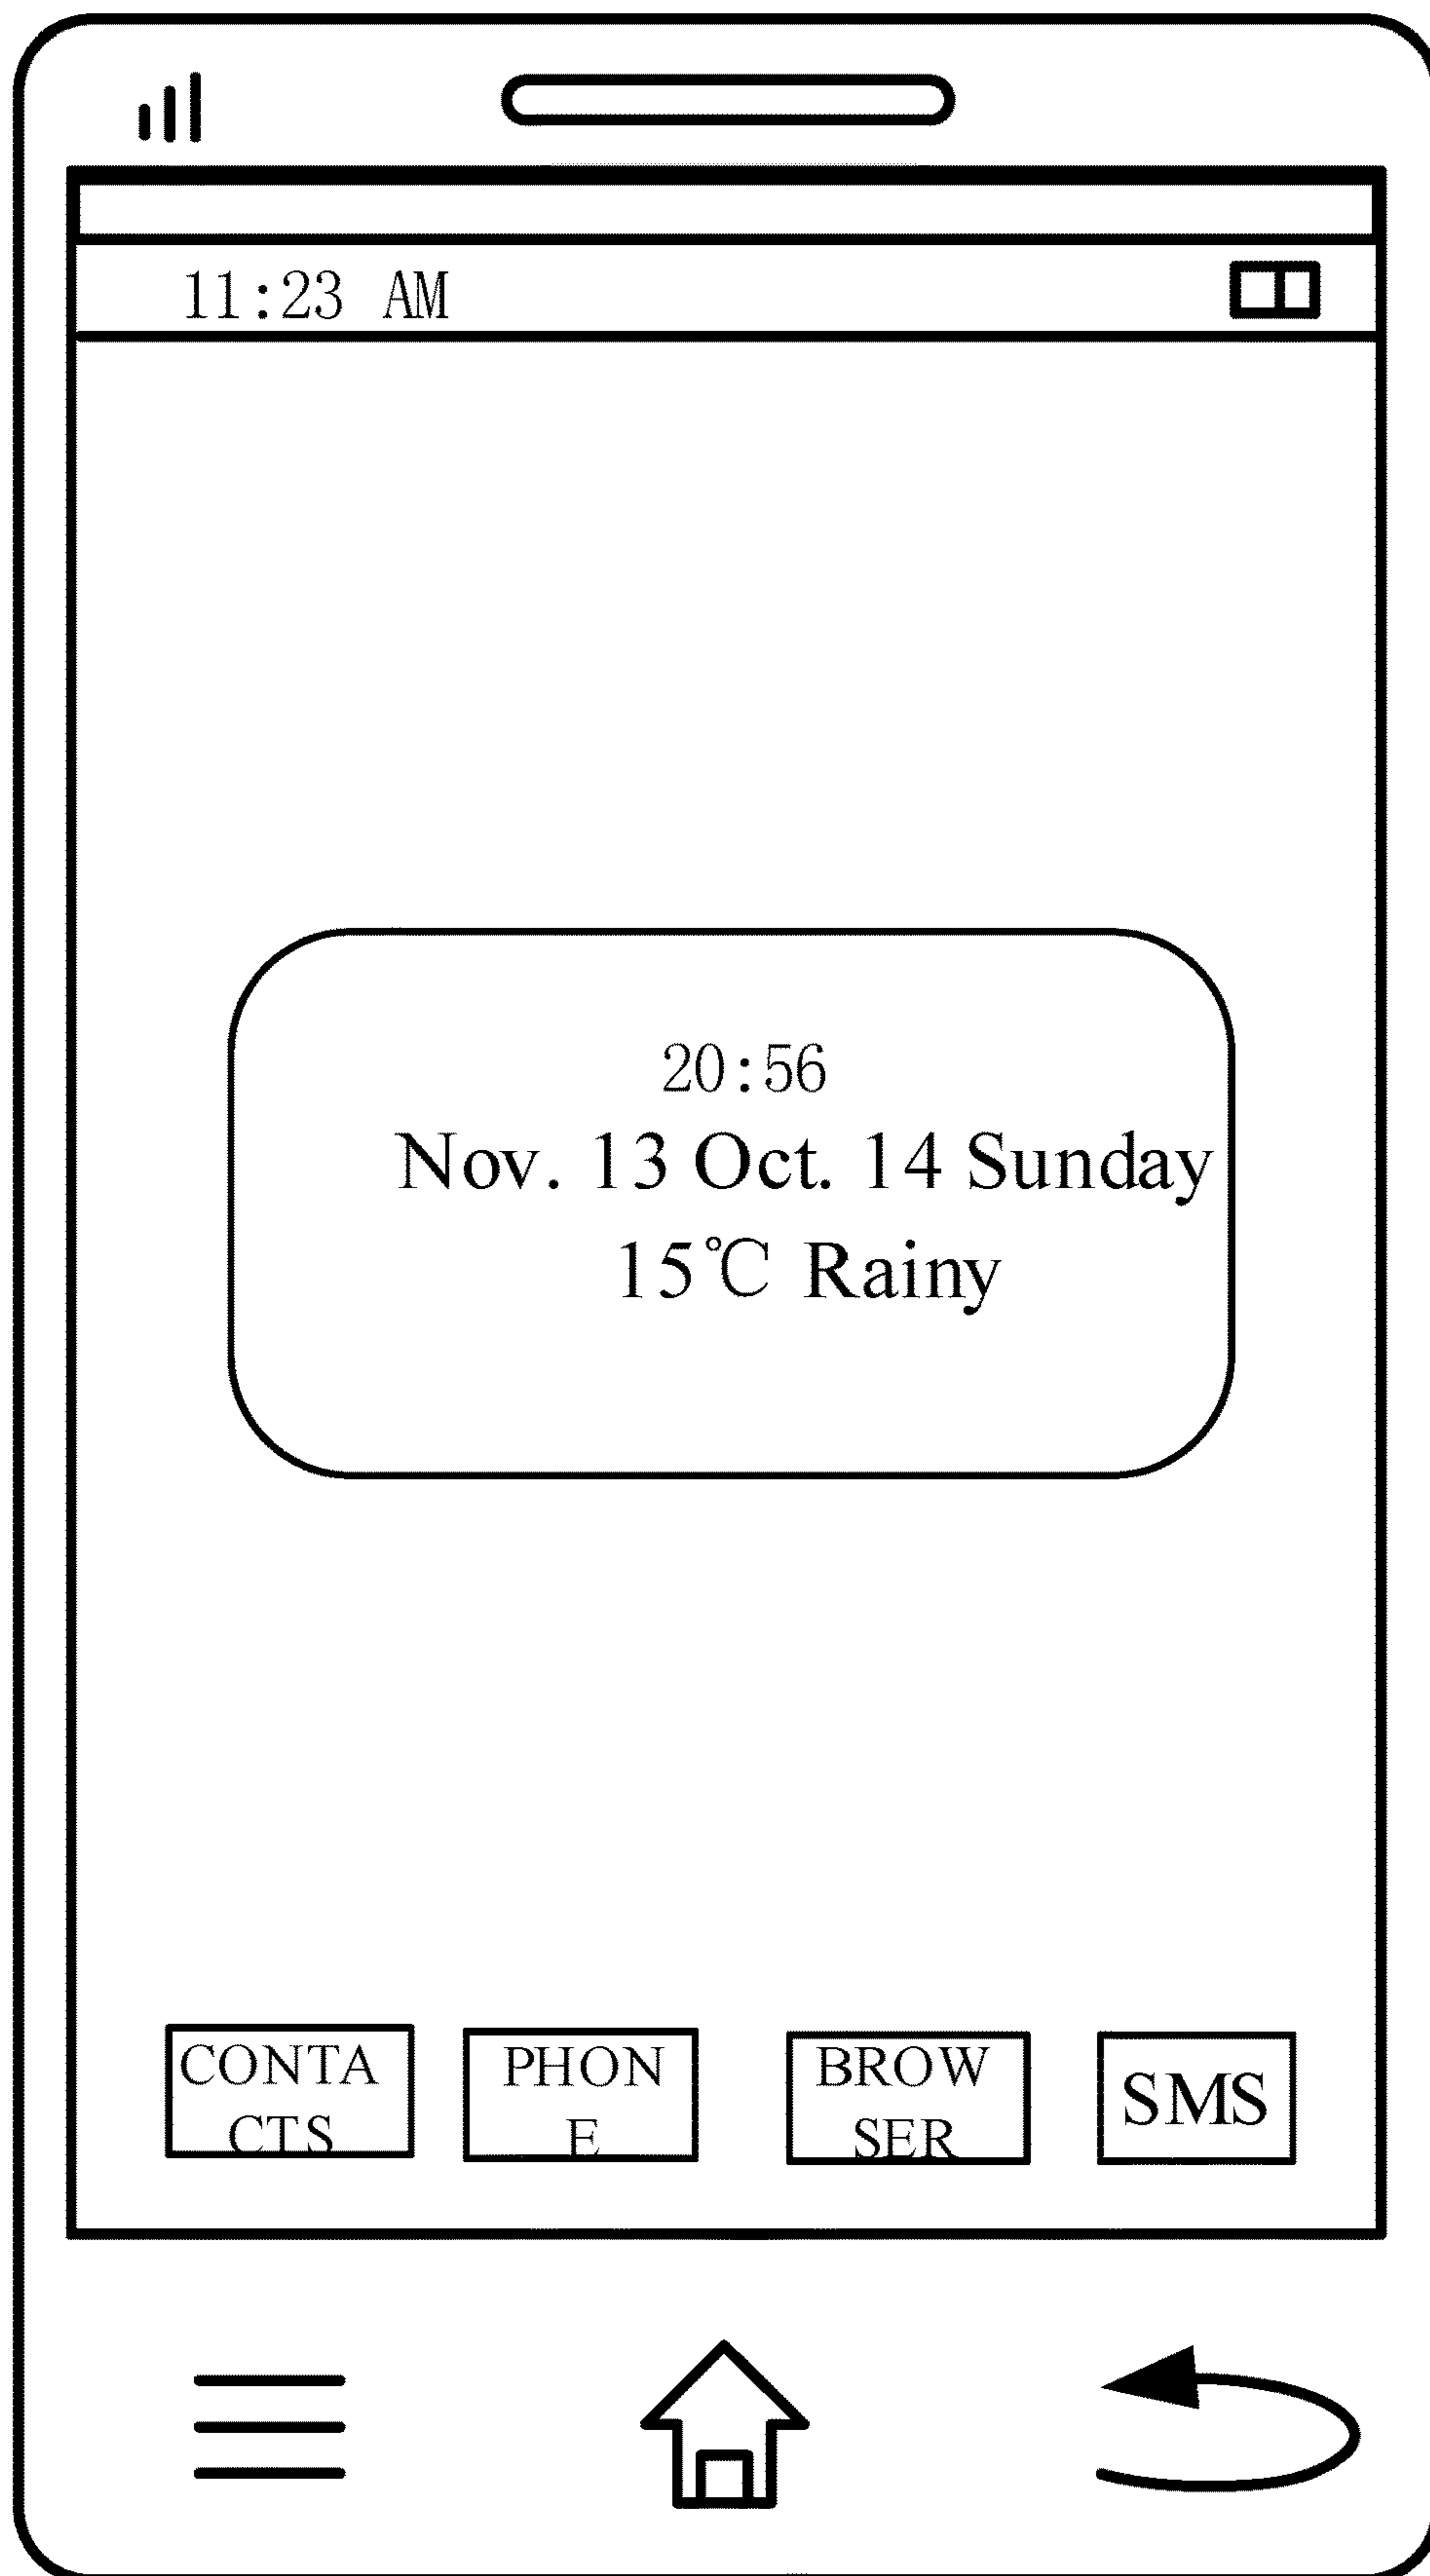 11:23 AM
20:56
Nov. 13 Oct. 14 Sunday
15℃ Rainy
CONTA
CTS
PHON
E
BROW
SER
SMS